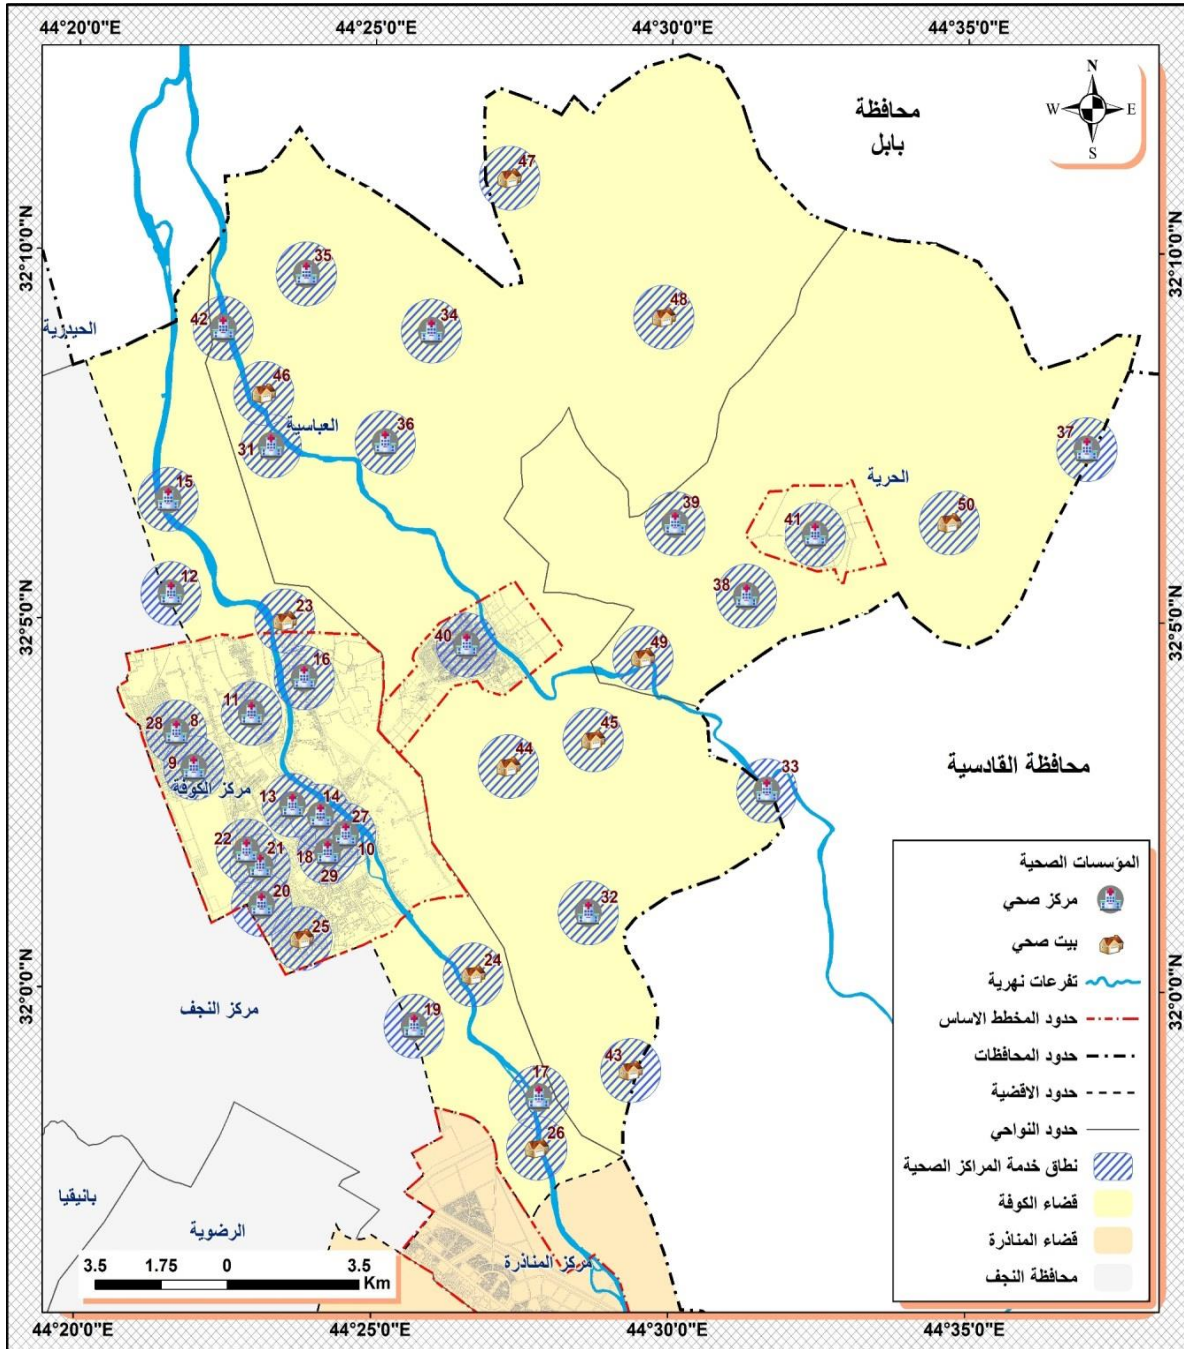 44°20'0"E
44°25'0"E
44°30'0"E
44°35'0"E
32°10'0"N
32°10'0"N
32°5'0"N
32°5'0"N
32°0'0"N
32°0'0"N
N
W
E
S
محافظة
بابل
47
35
48
42
34
الحيدرية
46
العباسية
36
31
37
الحرية
15
39
50
41
12
38
23
40
49
16
11
28
8
45
9
44
مركز الكوفة
33
محافظة القادسية
13
14
27
22
21
18
10
29
20
32
25
24
مركز النجف
19
43
17
26
بانيقيا
الرضوية
مركز المناذرة
3.5
1.75
0
3.5
Km
المؤسسات الصحية
مركز صحي
بيت صحي
تفرعات نهرية
حدود المخطط الاساس
حدود المحافظات
حدود الاقضية
حدود النواحي
نطاق خدمة المراكز الصحية
قضاء الكوفة
قضاء المناذرة
محافظة النجف
44°20'0"E
44°25'0"E
44°30'0"E
44°35'0"E